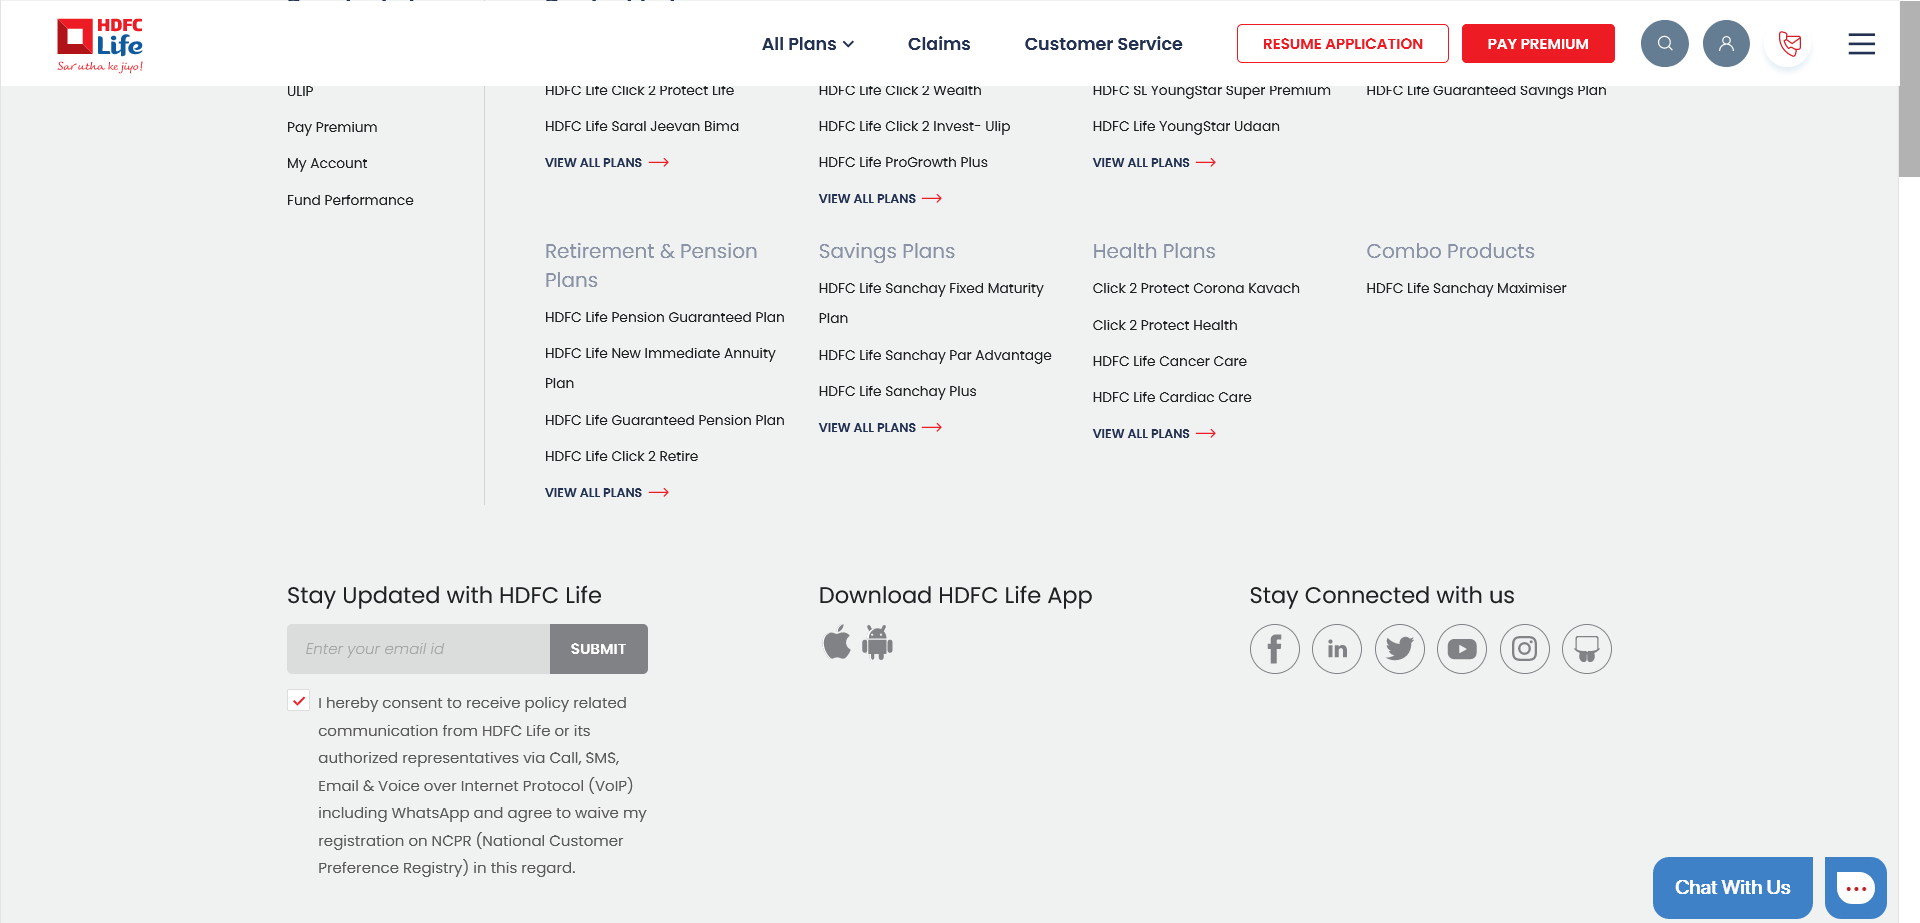 HDFC
Life
Sar utha ke jiyo!
All Plans
Claims
Customer Service
RESUME APPLICATION
PAY PREMIUM
ULIP
Pay Premium
My Account
Fund Performance
HDFC Life Click 2 Protect Life
HDFC Life Saral Jeevan Bima
VIEW ALL PLANS
HDFC Life Click 2 Wealth
HDFC Life Click 2 Invest- Ulip
HDFC Life ProGrowth Plus
VIEW ALL PLANS
HDFC SL YoungStar Super Premium
HDFC Life YoungStar Udaan
VIEW ALL PLANS
HDFC Life Guaranteed Savings Plan
Retirement & Pension
Plans
HDFC Life Pension Guaranteed Plan
HDFC Life New Immediate Annuity
Plan
HDFC Life Guaranteed Pension Plan
HDFC Life Click 2 Retire
VIEW ALL PLANS
Savings Plans
HDFC Life Sanchay Fixed Maturity
Plan
HDFC Life Sanchay Par Advantage
HDFC Life Sanchay Plus
VIEW ALL PLANS
Health Plans
Click 2 Protect Corona Kavach
Click 2 Protect Health
HDFC Life Cancer Care
HDFC Life Cardiac Care
VIEW ALL PLANS
Combo Products
HDFC Life Sanchay Maximiser
Stay Updated with HDFC Life
Enter your email id
SUBMIT
I hereby consent to receive policy related
communication from HDFC Life or its
authorized representatives via Call, SMS,
Email & Voice over Internet Protocol (VoIP)
including WhatsApp and agree to waive my
registration on NCPR (National Customer
Preference Registry) in this regard.
Download HDFC Life App
Stay Connected with us
Chat With Us